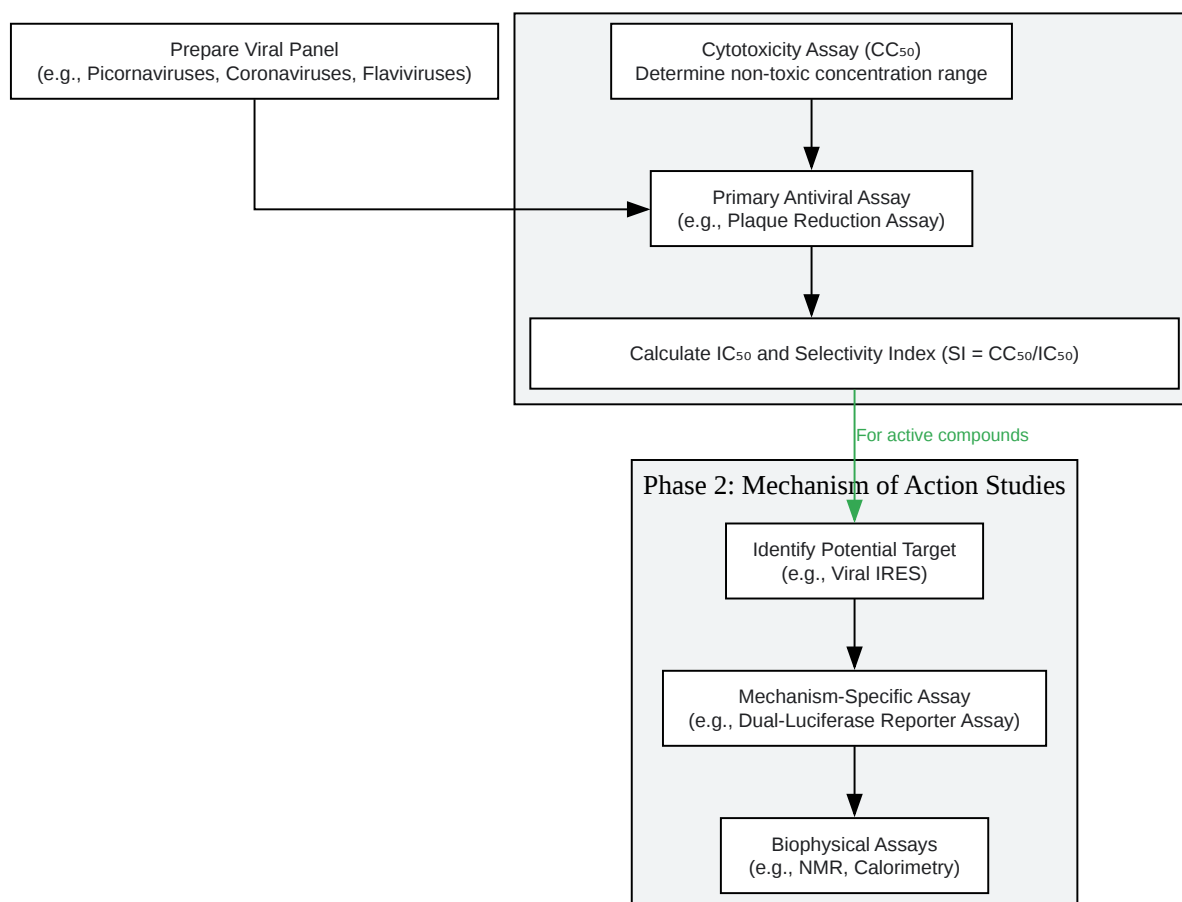 Prepare Viral Panel
(e.g., Picornaviruses, Coronaviruses, Flaviviruses)
Cytotoxicity Assay (CC₅₀)
Determine non-toxic concentration range
Primary Antiviral Assay
(e.g., Plaque Reduction Assay)
Calculate IC₅₀ and Selectivity Index (SI = CC₅₀/IC₅₀)
For active compounds
Phase 2: Mechanism of Action Studies
Identify Potential Target
(e.g., Viral IRES)
Mechanism-Specific Assay
(e.g., Dual-Luciferase Reporter Assay)
Biophysical Assays
(e.g., NMR, Calorimetry)